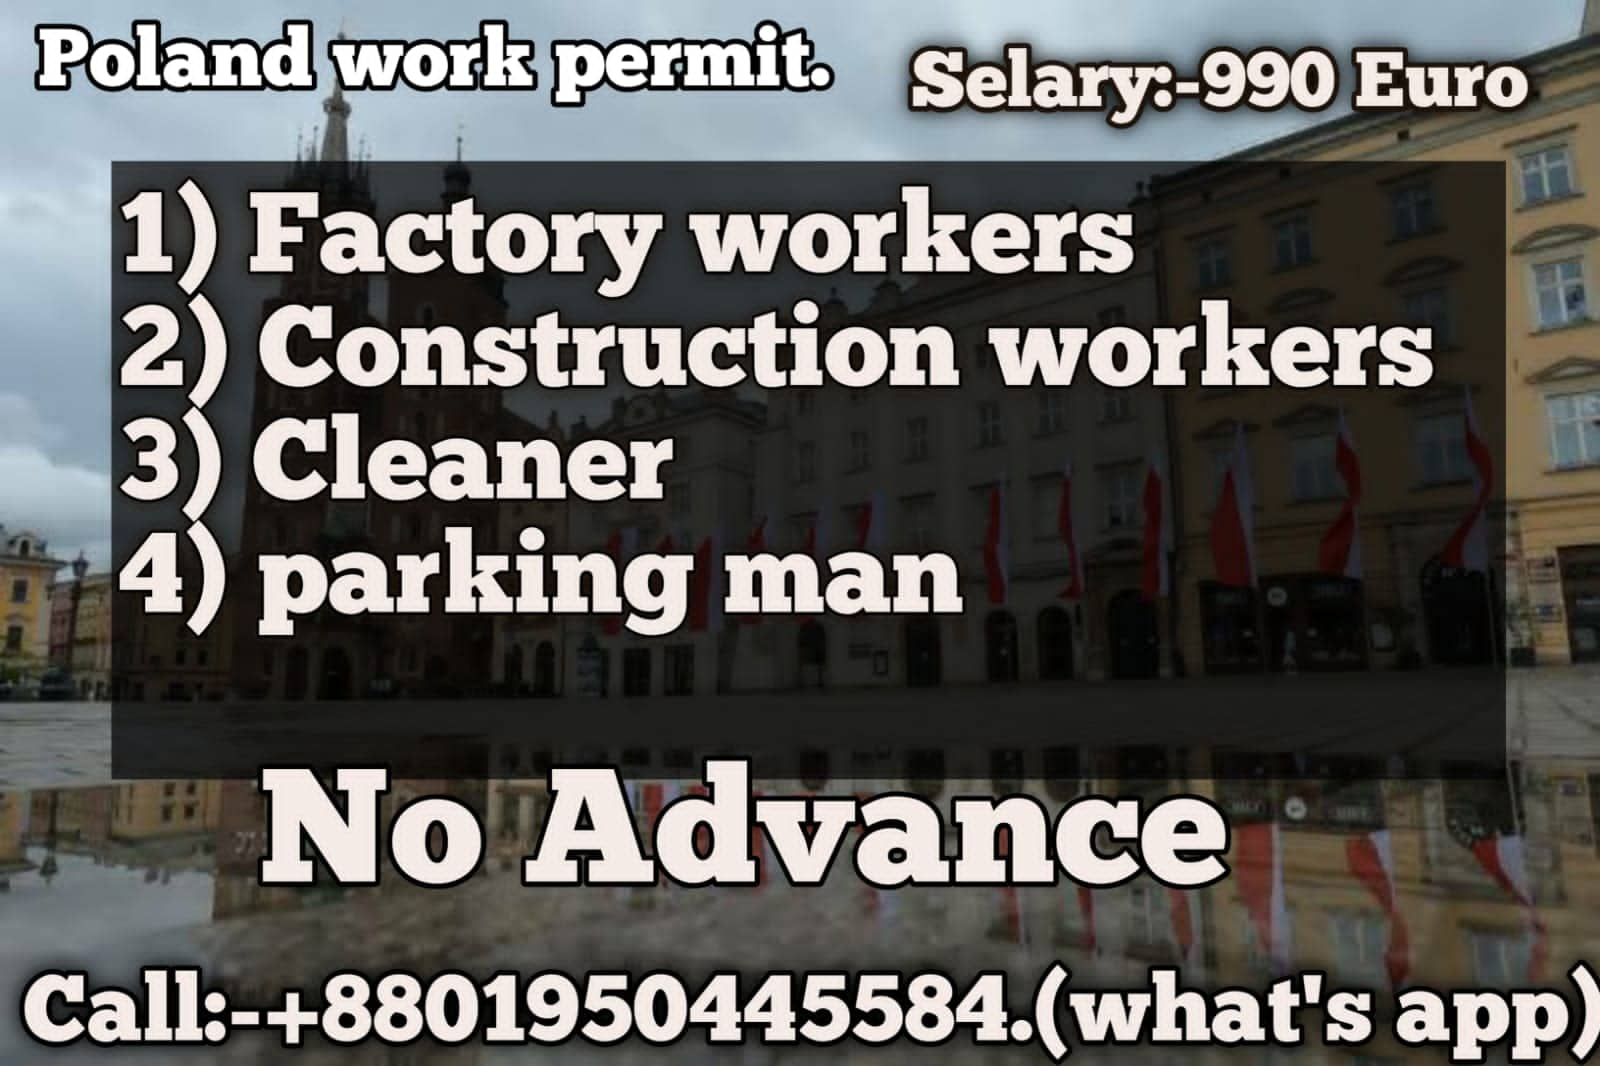 Poland work permit.
Selary:-990 Euro
1) Factory workers
2) Construction workers
3) Cleaner
4) parking man
No Advance
Call:-+8801950445584.(what's app)